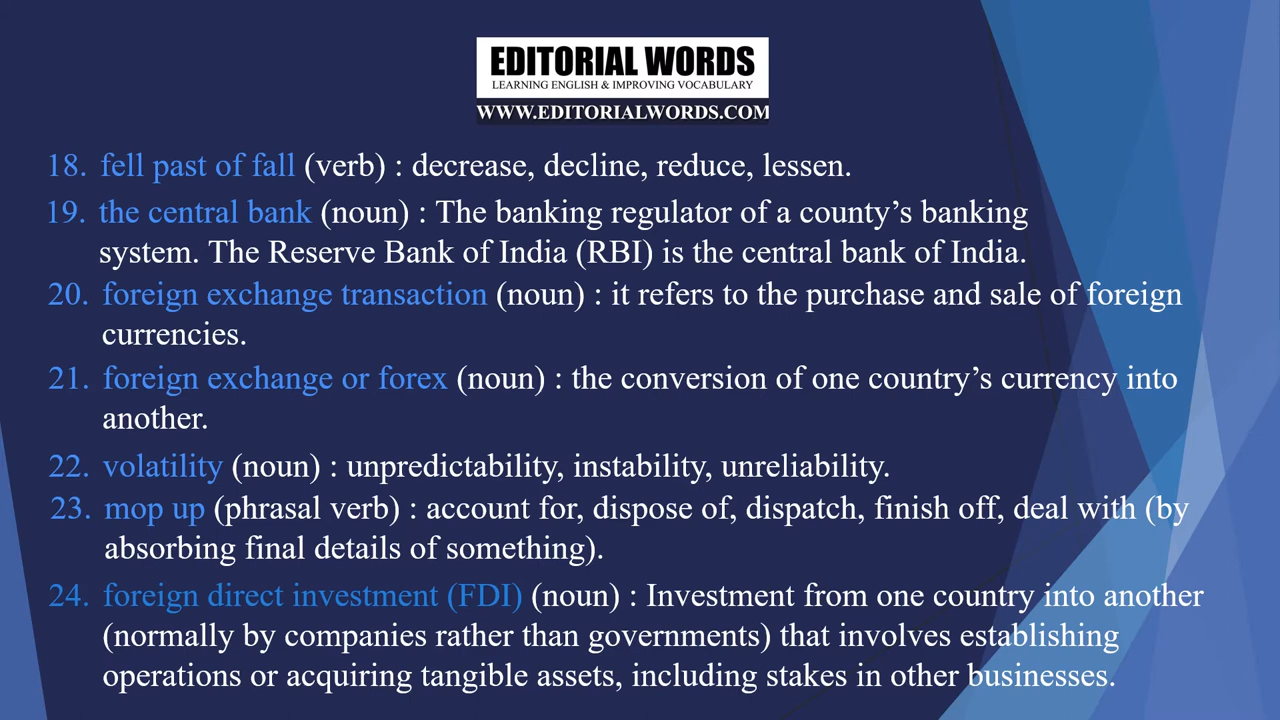 EDITORIAL WORDS
LEARNING ENGLISH & IMPROVING VOCABULARY
WWW.EDITORIALWORDS.COM
18. fell past of fall (verb) : decrease, decline, reduce, lessen.
19. the central bank (noun) : The banking regulator of a county’s banking
system. The Reserve Bank of India (RBI) is the central bank of India.
20. foreign exchange transaction (noun) : it refers to the purchase and sale of foreign
currencies.
21. foreign exchange or forex (noun) : the conversion of one country’s currency into
another.
22. volatility (noun) : unpredictability, instability, unreliability.
23. mop up (phrasal verb) : account for, dispose of, dispatch, finish off, deal with (by
absorbing final details of something).
24. foreign direct investment (FDI) (noun) : Investment from one country into another
(normally by companies rather than governments) that involves establishing
operations or acquiring tangible assets, including stakes in other businesses.